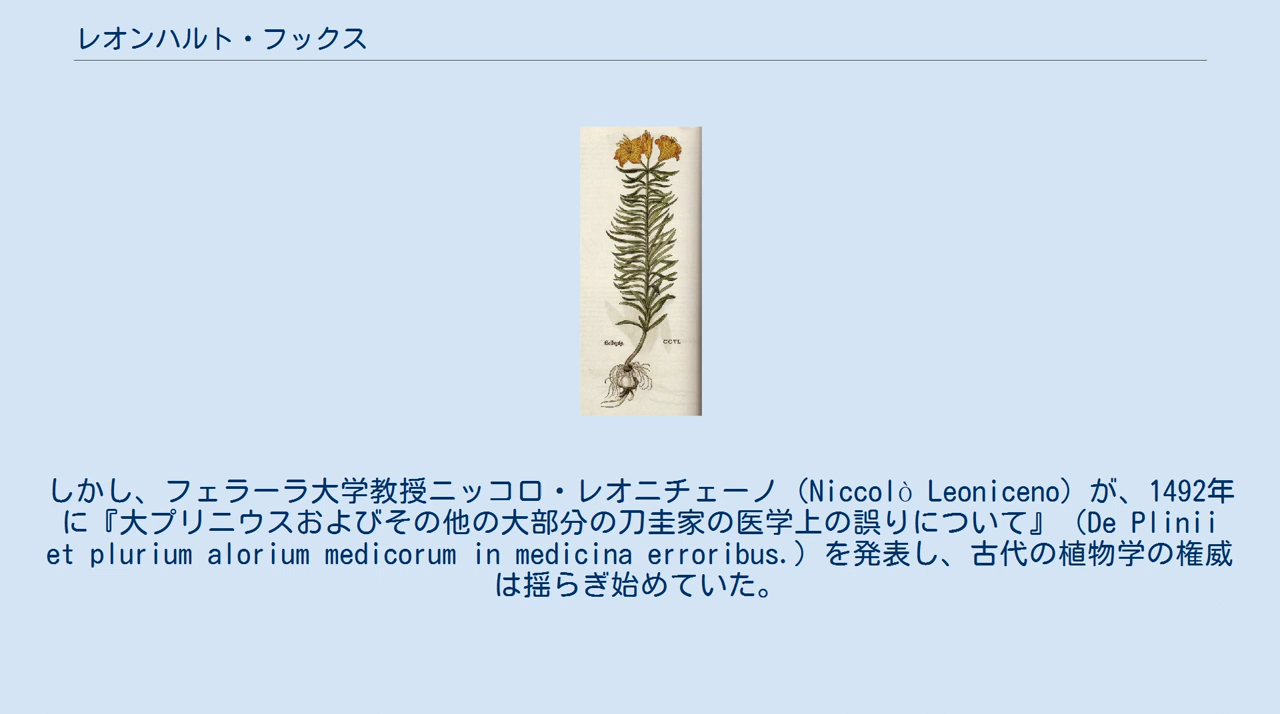 レオンハルト・フックス
CCVL
しかし、フェラーラ大学教授ニッコロ・レオニチェーノ（Niccolò Leoniceno）が、1492年
に『大プリニウスおよびその他の大部分の刀圭家の医学上の誤りについて』（De Plinii
et plurium alorium medicorum in medicina erroribus.）を発表し、古代の植物学の権威
は揺らぎ始めていた。